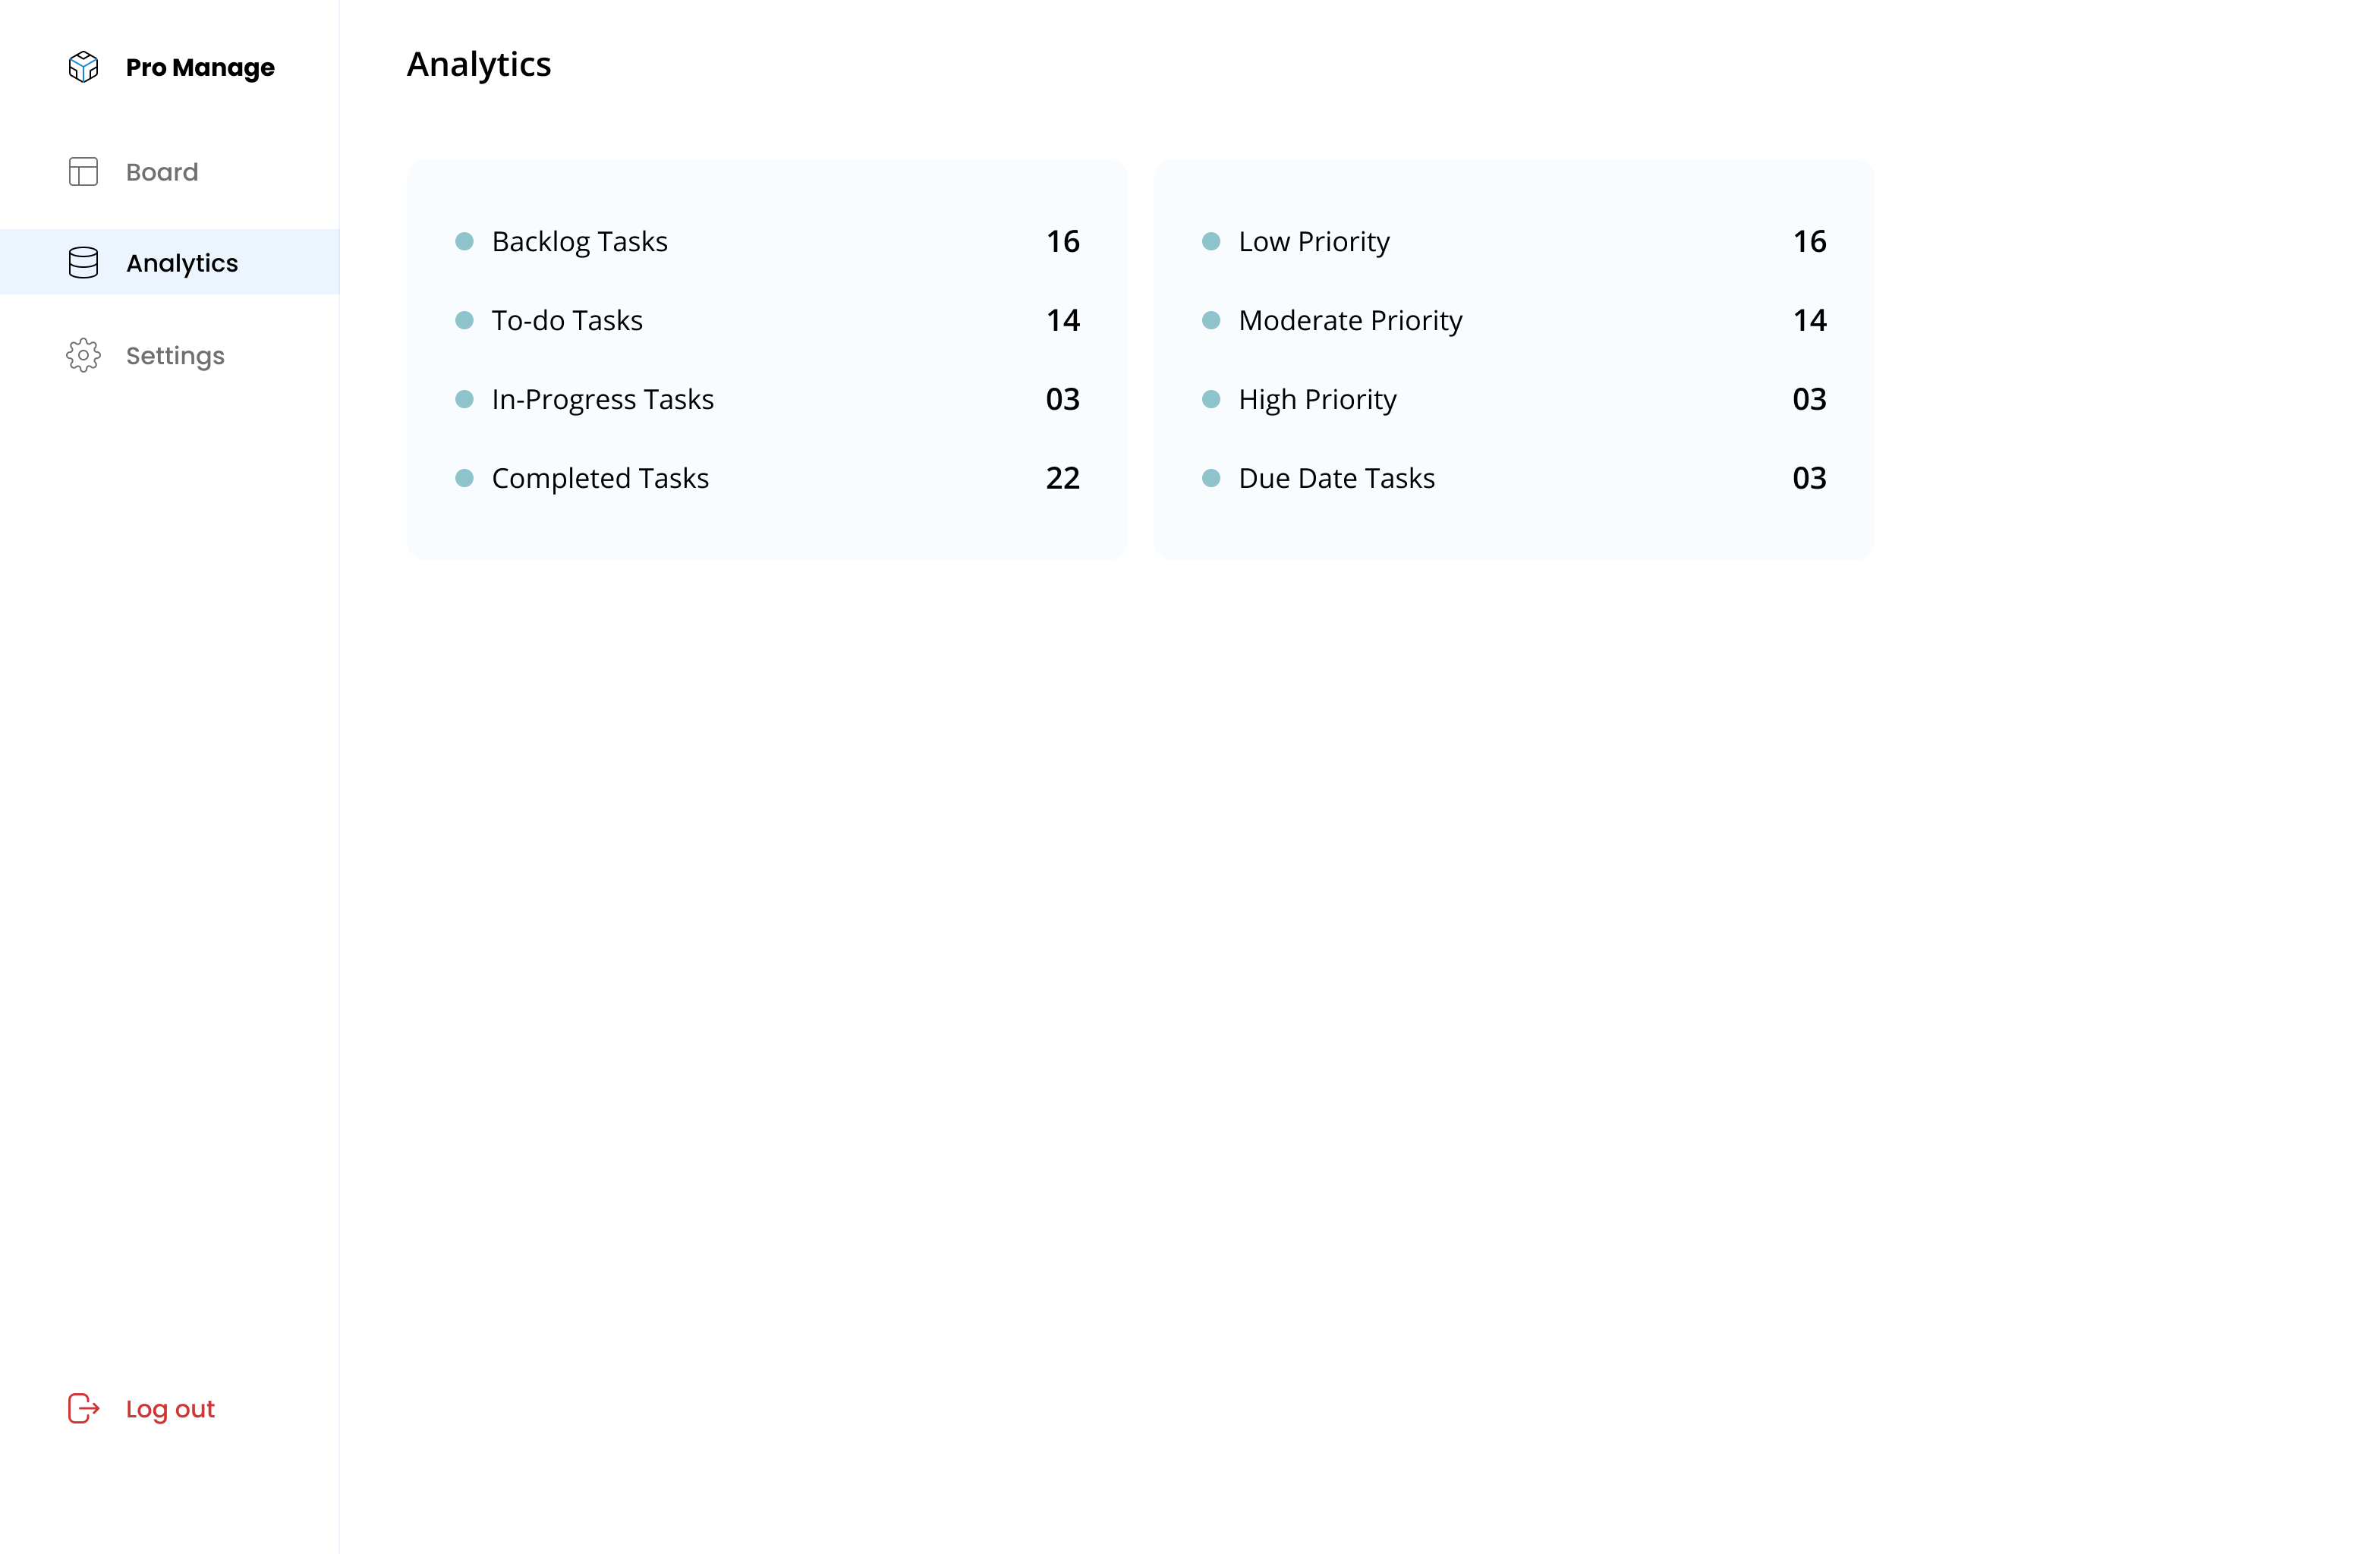 Pro Manage
Board
Analytics
Settings
Log out
Analytics
Backlog Tasks 16
To-do Tasks 14
In-Progress Tasks 03
Completed Tasks 22
Low Priority 16
Moderate Priority 14
High Priority 03
Due Date Tasks 03